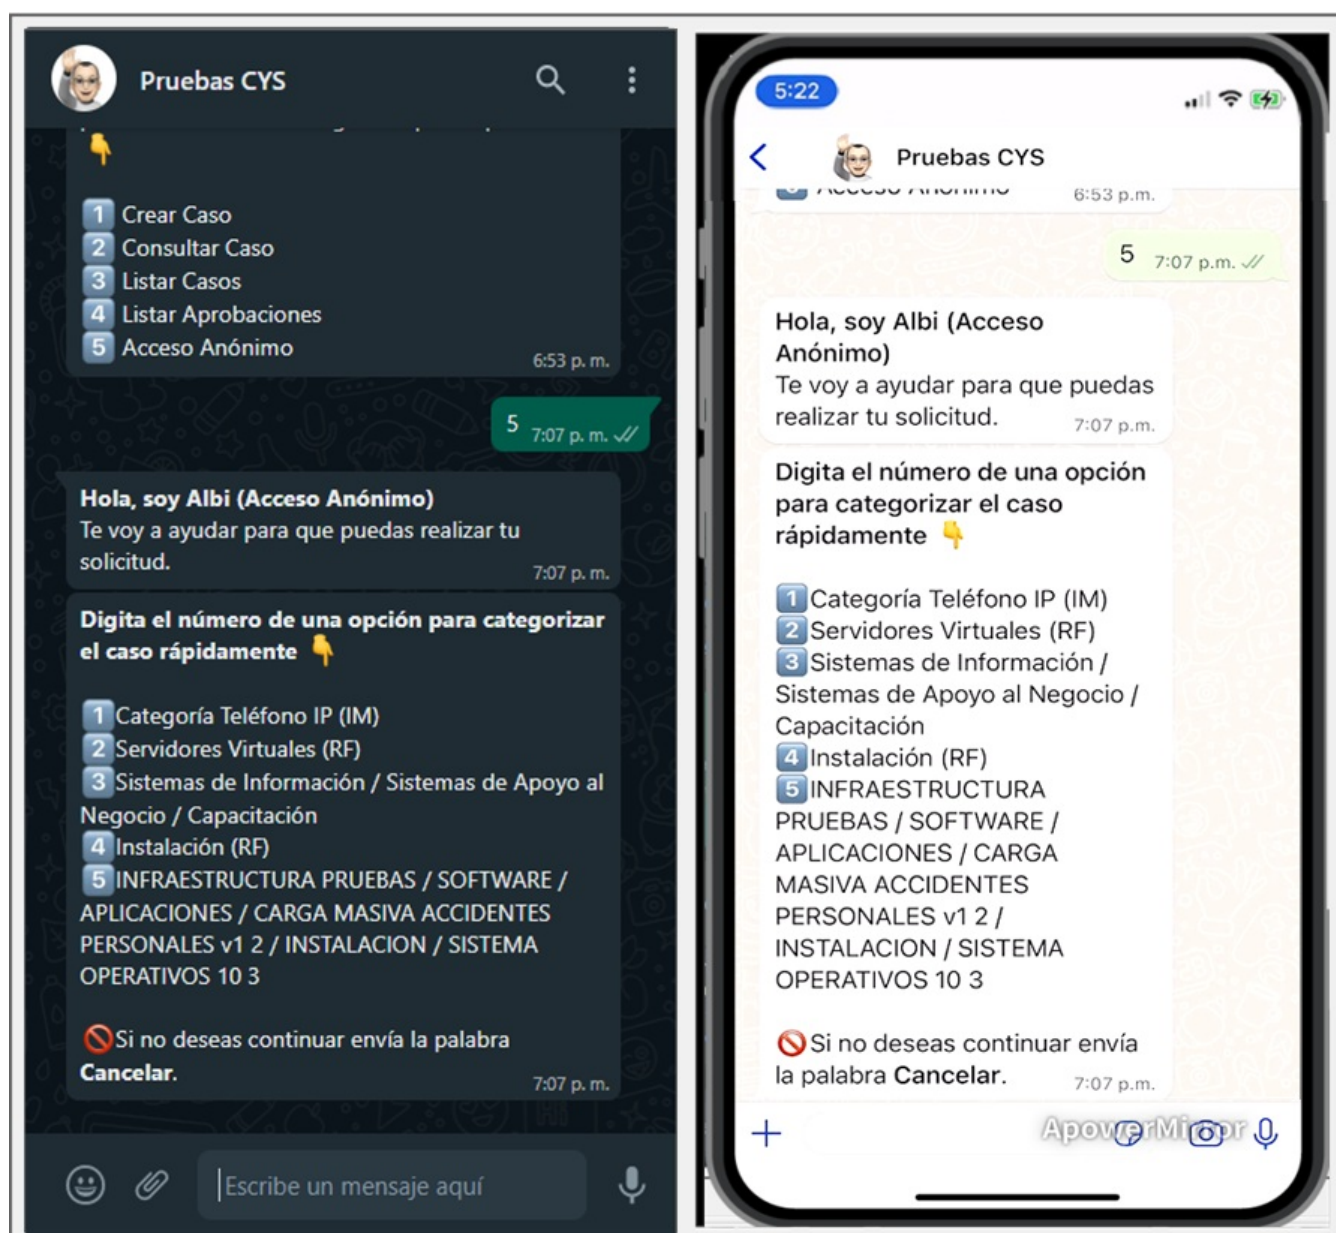 Pruebas CYS
👇
1 Crear Caso
2 Consultar Caso
3 Listar Casos
4 Listar Aprobaciones
5 Acceso Anónimo
6:53 p. m.
5 7:07 p. m.
Hola, soy Albi (Acceso Anónimo)
Te voy a ayudar para que puedas realizar tu
solicitud.
7:07 p. m.
Digita el número de una opción para categorizar
el caso rápidamente 👇
1 Categoría Teléfono IP (IM)
2 Servidores Virtuales (RF)
3 Sistemas de Información / Sistemas de Apoyo al
Negocio / Capacitación
4 Instalación (RF)
5 INFRAESTRUCTURA PRUEBAS / SOFTWARE /
APLICACIONES / CARGA MASIVA ACCIDENTES
PERSONALES v1 2 / INSTALACION / SISTEMA
OPERATIVOS 10 3
🚫Si no deseas continuar envía la palabra
Cancelar.
7:07 p. m.
Escribe un mensaje aquí
5:22
Pruebas CYS
5 Acceso Anónimo 6:53 p.m.
5 7:07 p.m.
Hola, soy Albi (Acceso
Anónimo)
Te voy a ayudar para que puedas
realizar tu solicitud. 7:07 p.m.
Digita el número de una opción
para categorizar el caso
rápidamente 👇
1 Categoría Teléfono IP (IM)
2 Servidores Virtuales (RF)
3 Sistemas de Información /
Sistemas de Apoyo al Negocio /
Capacitación
4 Instalación (RF)
5 INFRAESTRUCTURA
PRUEBAS / SOFTWARE /
APLICACIONES / CARGA
MASIVA ACCIDENTES
PERSONALES v1 2 /
INSTALACION / SISTEMA
OPERATIVOS 10 3
🚫Si no deseas continuar envía
la palabra Cancelar. 7:07 p.m.
ApowerMirror